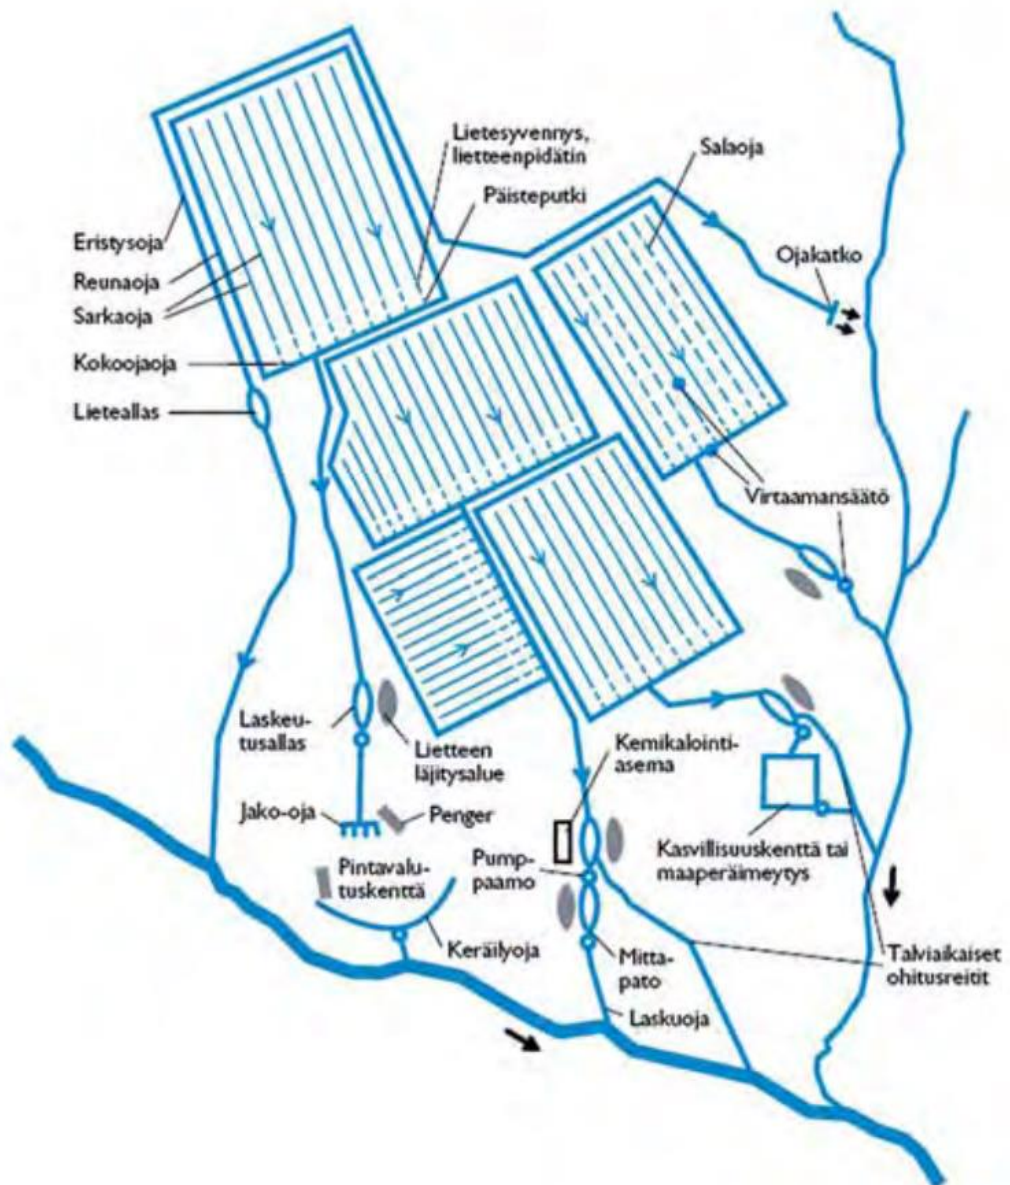 Lietesyvennys,
lietteenpidätin
Salaoja
Päisteputki
Eristysoja
Ojakatko
Reunaoja
Sarkaoja
Kokoojaoja
Lieteallas
Virtaamansäätö
Laskeu-
tusallas
Lietteen
läjitysalue
Kemikalointi-
asema
Jako-oja
Penger
Pintavalu-
tuskenttä
Pump-
paamo
Kasvillisuuskenttä tai
maaperäimeytys
Keräilyoja
Mitta-
pato
Talviaikaiset
ohitusreitit
Laskuoja